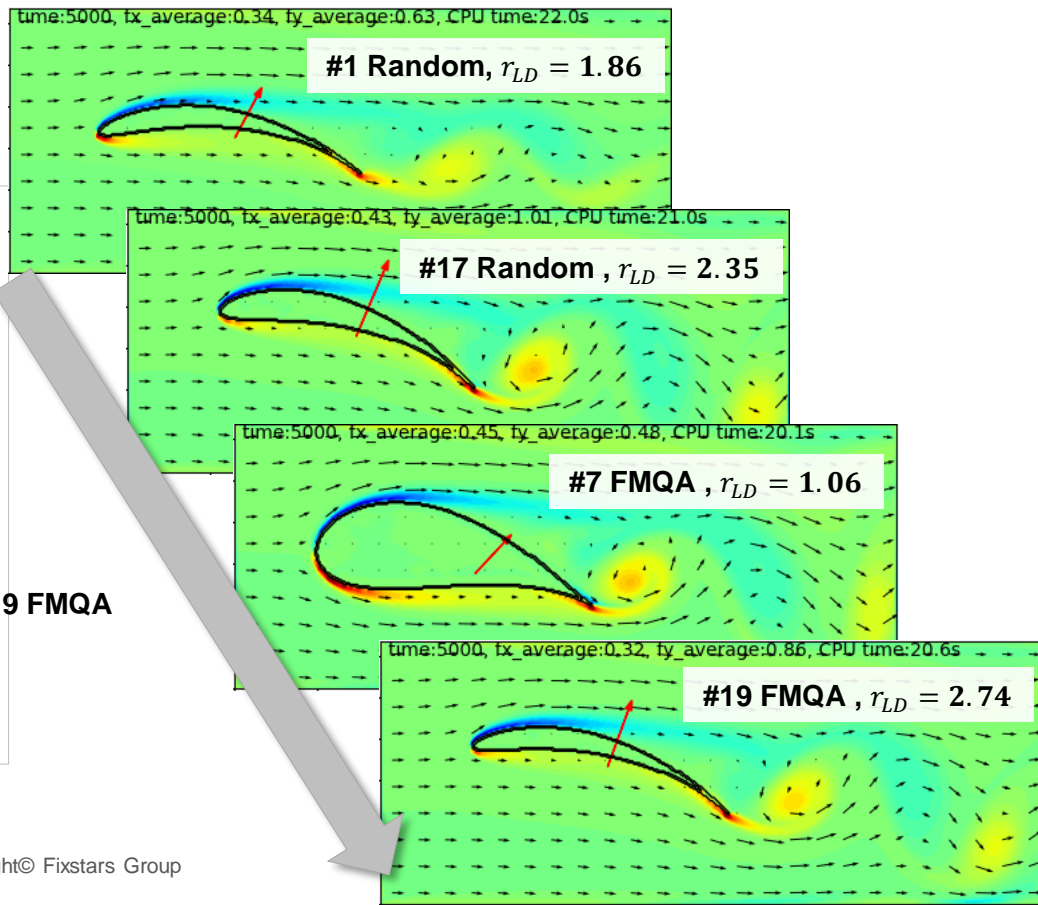 time:5000, fx_average:0.34, fy_average:0.63, CPU time:22.0s
#1 Random, r_LD = 1.86
time:5000, fx_average:0.43, fy_average:1.01, CPU time:21.0s
#17 Random , r_LD = 2.35
time:5000, fx_average:0.45, fy_average:0.48, CPU time:20.1s
#7 FMQA , r_LD = 1.06
9 FMQA
time:5000, fx_average:0.32, fy_average:0.86, CPU time:20.6s
#19 FMQA , r_LD = 2.74
ght© Fixstars Group